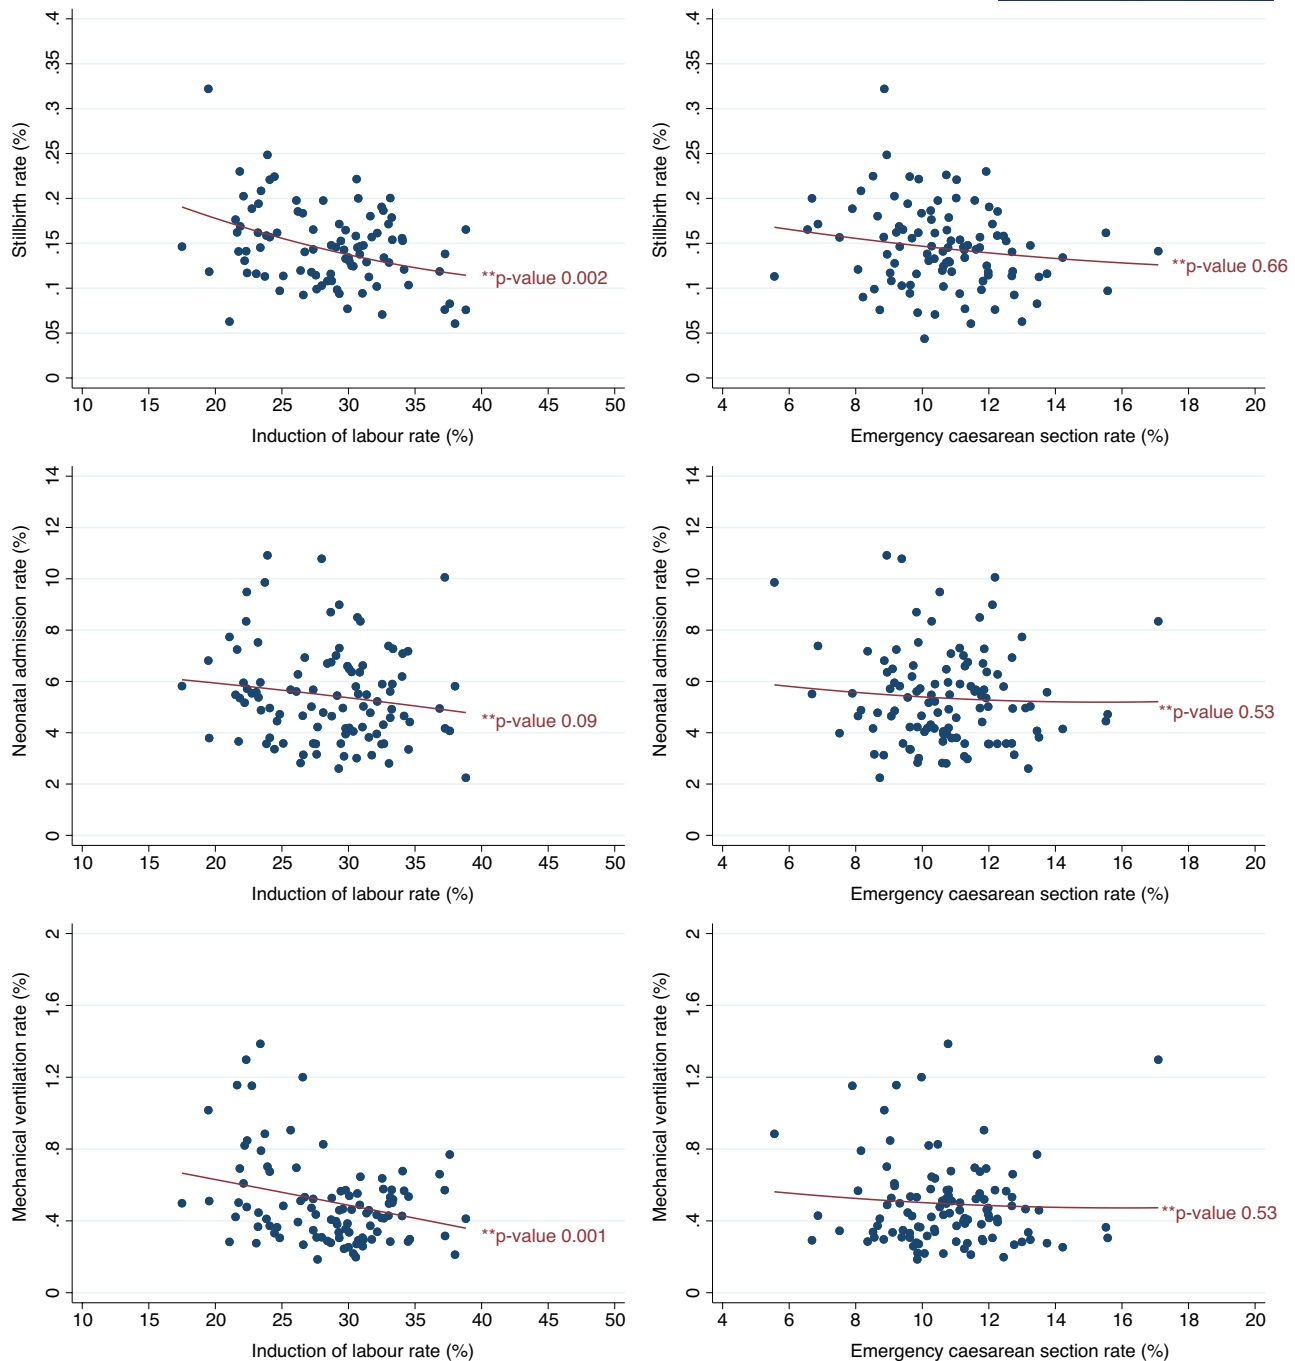 .4
.35
.3
.25
.2
.15
.1
.05
0
Stillbirth rate (%)
**p-value 0.002
10 15 20 25 30 35 40 45 50
Induction of labour rate (%)
.4
.35
.3
.25
.2
.15
.1
.05
0
Stillbirth rate (%)
**p-value 0.66
4 6 8 10 12 14 16 18 20
Emergency caesarean section rate (%)
14
12
10
8
6
4
2
0
Neonatal admission rate (%)
**p-value 0.09
10 15 20 25 30 35 40 45 50
Induction of labour rate (%)
14
12
10
8
6
4
2
0
Neonatal admission rate (%)
**p-value 0.53
4 6 8 10 12 14 16 18 20
Emergency caesarean section rate (%)
2
1.6
1.2
.8
.4
0
Mechanical ventilation rate (%)
**p-value 0.001
10 15 20 25 30 35 40 45 50
Induction of labour rate (%)
2
1.6
1.2
.8
.4
0
Mechanical ventilation rate (%)
**p-value 0.53
4 6 8 10 12 14 16 18 20
Emergency caesarean section rate (%)